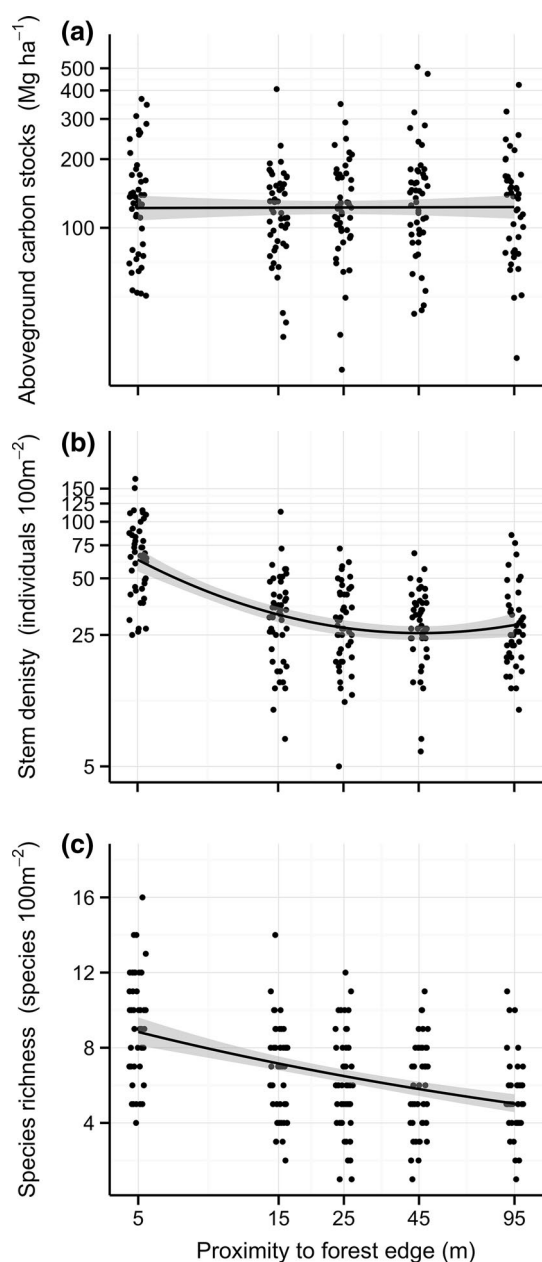 (a)
Aboveground carbon stocks (Mg ha⁻¹)
500
400
300
200
100
(b)
Stem denisty (individuals 100m⁻²)
150
125
100
75
50
25
5
(c)
Species richness (species 100m⁻²)
16
12
8
4
5 15 25 45 95
Proximity to forest edge (m)